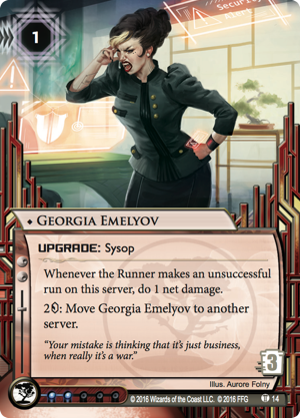 Security
Alert
1
GEORGIA EMELYOV
UPGRADE: Sysop
Whenever the Runner makes an unsuccessful
run on this server, do 1 net damage.
2: Move Georgia Emelyov to another
server.
“Your mistake is thinking that it’s just business,
when really it’s a war.”
3
Illus. Aurore Folny
© 2016 Wizards of the Coast LLC. © 2016 FFG
14